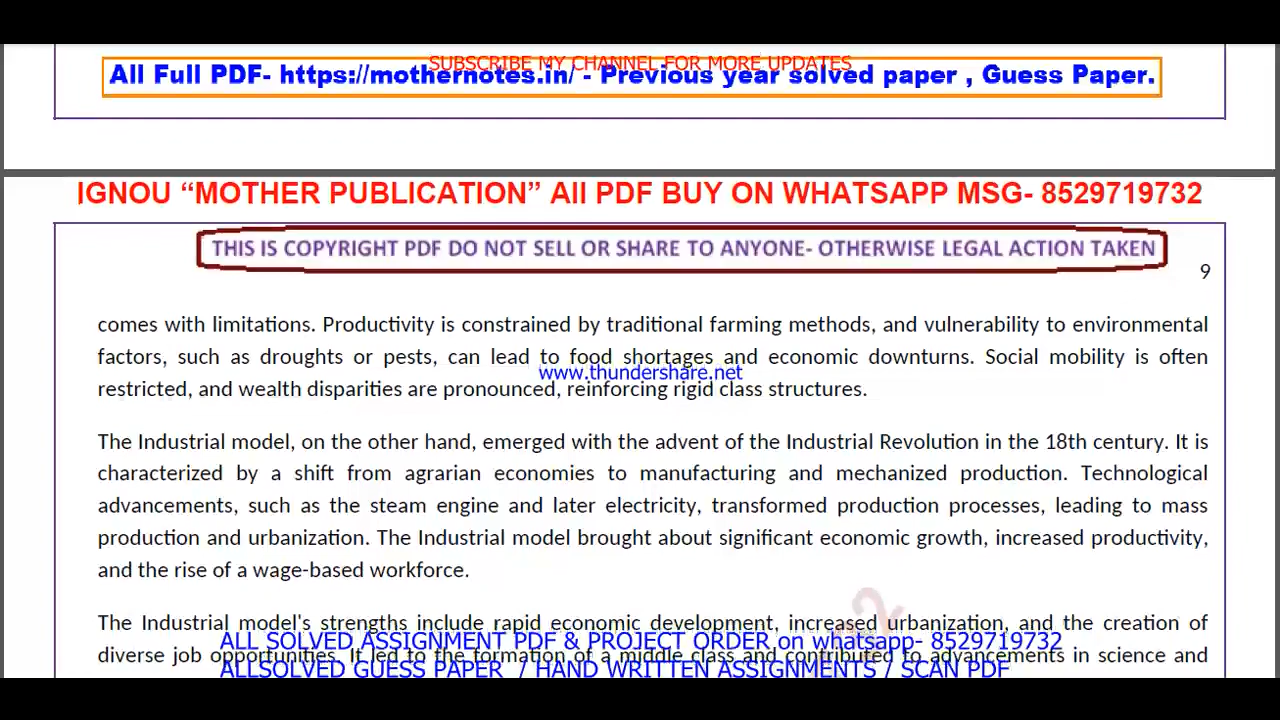 SUBSCRIBE MY CHANNEL FOR MORE UPDATES
All Full PDF- https://mothernotes.in/ - Previous year solved paper , Guess Paper.
IGNOU “MOTHER PUBLICATION” All PDF BUY ON WHATSAPP MSG- 8529719732
THIS IS COPYRIGHT PDF DO NOT SELL OR SHARE TO ANYONE- OTHERWISE LEGAL ACTION TAKEN
9
comes with limitations. Productivity is constrained by traditional farming methods, and vulnerability to environmental
factors, such as droughts or pests, can lead to food shortages and economic downturns. Social mobility is often
www.thundershare.net
restricted, and wealth disparities are pronounced, reinforcing rigid class structures.
The Industrial model, on the other hand, emerged with the advent of the Industrial Revolution in the 18th century. It is
characterized by a shift from agrarian economies to manufacturing and mechanized production. Technological
advancements, such as the steam engine and later electricity, transformed production processes, leading to mass
production and urbanization. The Industrial model brought about significant economic growth, increased productivity,
and the rise of a wage-based workforce.
The Industrial model's strengths include rapid economic development, increased urbanization, and the creation of
ALL SOLVED ASSIGNMENT PDF & PROJECT ORDER on whatsapp- 8529719732
diverse job opportunities. It led to the formation of a middle class and contributed to advancements in science and
ALLSOLVED GUESS PAPER / HAND WRITTEN ASSIGNMENTS / SCAN PDF